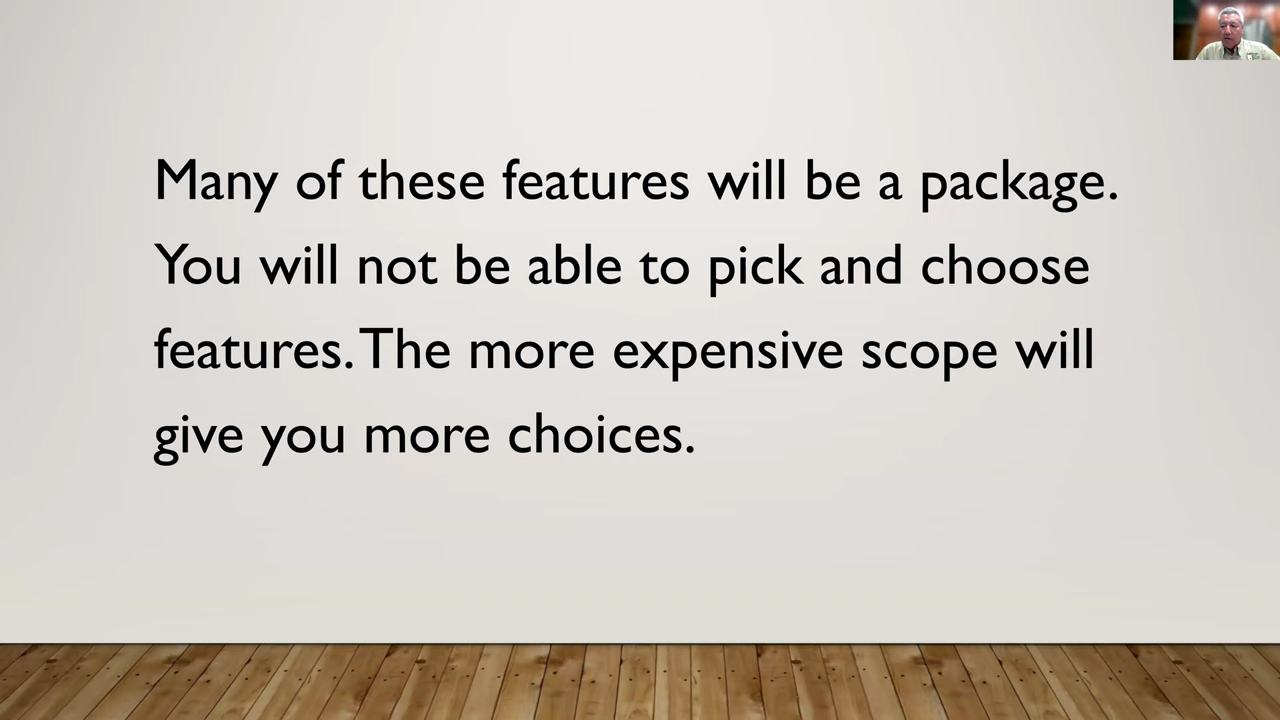 Many of these features will be a package.
You will not be able to pick and choose
features. The more expensive scope will
give you more choices.